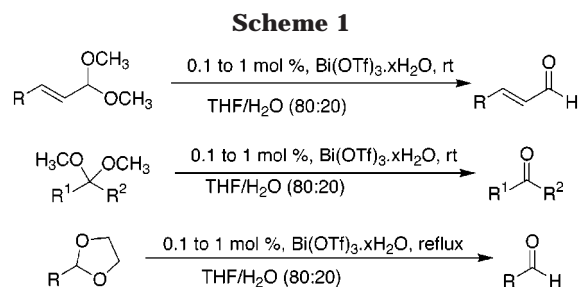 Scheme 1
OCH₃
0.1 to 1 mol %, Bi(OTf)₃.xH₂O, rt
O
R
OCH₃
THF/H₂O (80:20)
R
H
H₃CO
OCH₃
0.1 to 1 mol %, Bi(OTf)₃.xH₂O, rt
O
R¹
R²
THF/H₂O (80:20)
R¹
R²
O
0.1 to 1 mol %, Bi(OTf)₃.xH₂O, reflux
O
R
O
THF/H₂O (80:20)
R
H